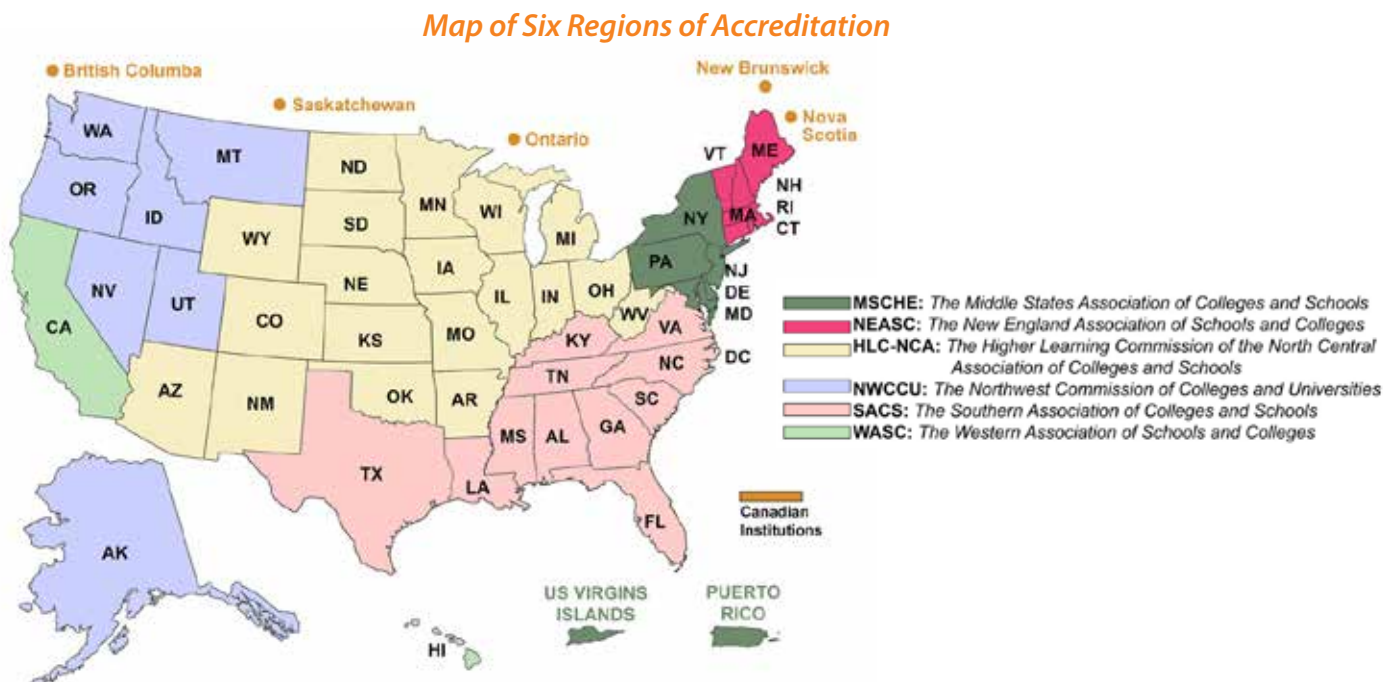 Map of Six Regions of Accreditation
British Columba
Saskatchewan
Ontario
New Brunswick
Nova
Scotia
WA
MT
ND
MN
VT
ME
OR
ID
SD
WI
MI
NY
MA
NH
RI
CT
WY
NE
IA
PA
NJ
DE
MD
CA
NV
UT
CO
KS
MO
IL
IN
OH
WV
VA
DC
KY
AZ
NM
OK
AR
TN
NC
SC
MS
AL
GA
TX
LA
FL
AK
HI
US VIRGINS
ISLANDS
PUERTO
RICO
MSCHE: The Middle States Association of Colleges and Schools
NEASC: The New England Association of Schools and Colleges
HLC-NCA: The Higher Learning Commission of the North Central
Association of Colleges and Schools
NWCCU: The Northwest Commission of Colleges and Universities
SACS: The Southern Association of Colleges and Schools
WASC: The Western Association of Schools and Colleges
Canadian
Institutions